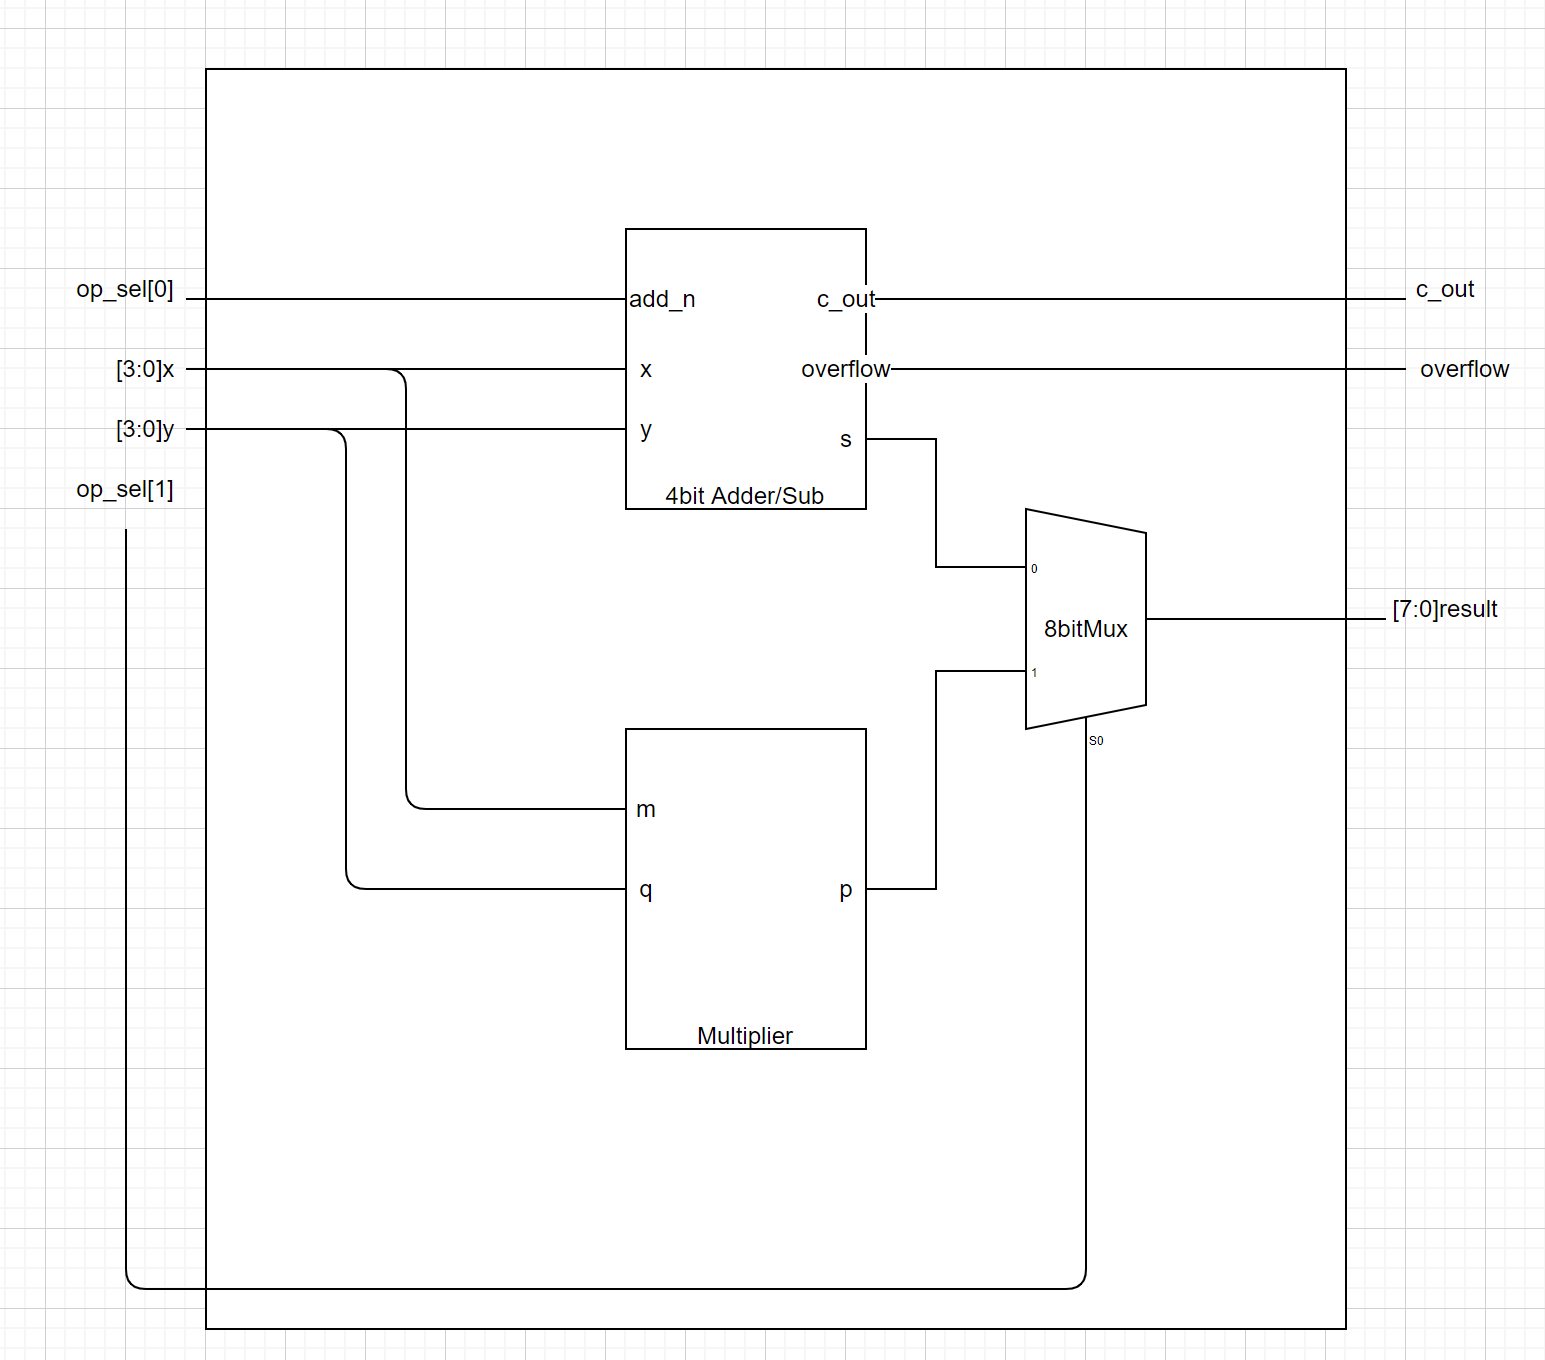 op_sel[0]
add_n
c_out
c_out
[3:0]x
x
overflow
overflow
[3:0]y
y
s
op_sel[1]
4bit Adder/Sub
0
8bitMux
[7:0]result
1
S0
m
q
p
Multiplier